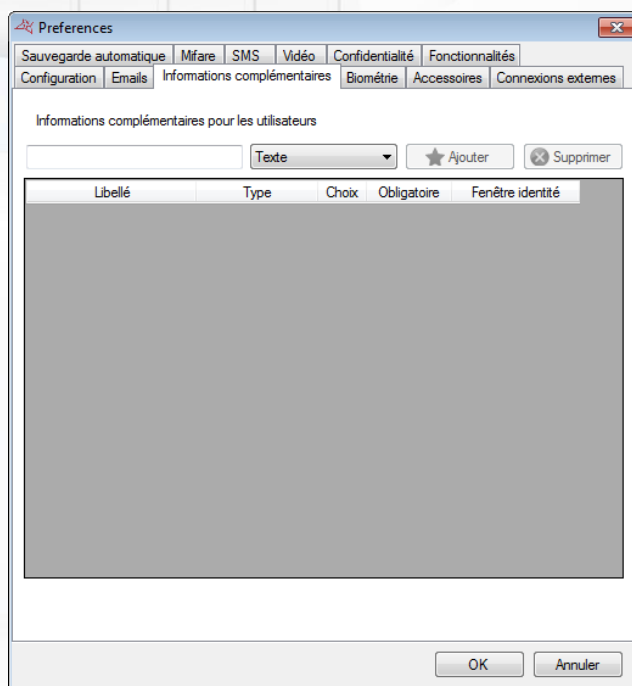 Preferences
Sauvegarde automatique Mifare SMS Vidéo Confidentialité Fonctionnalités
Configuration Emails Informations complémentaires Biométrie Accessoires Connexions externes
Informations complémentaires pour les utilisateurs
Texte Ajouter Supprimer
Libellé Type Choix Obligatoire Fenêtre identité
OK Annuler